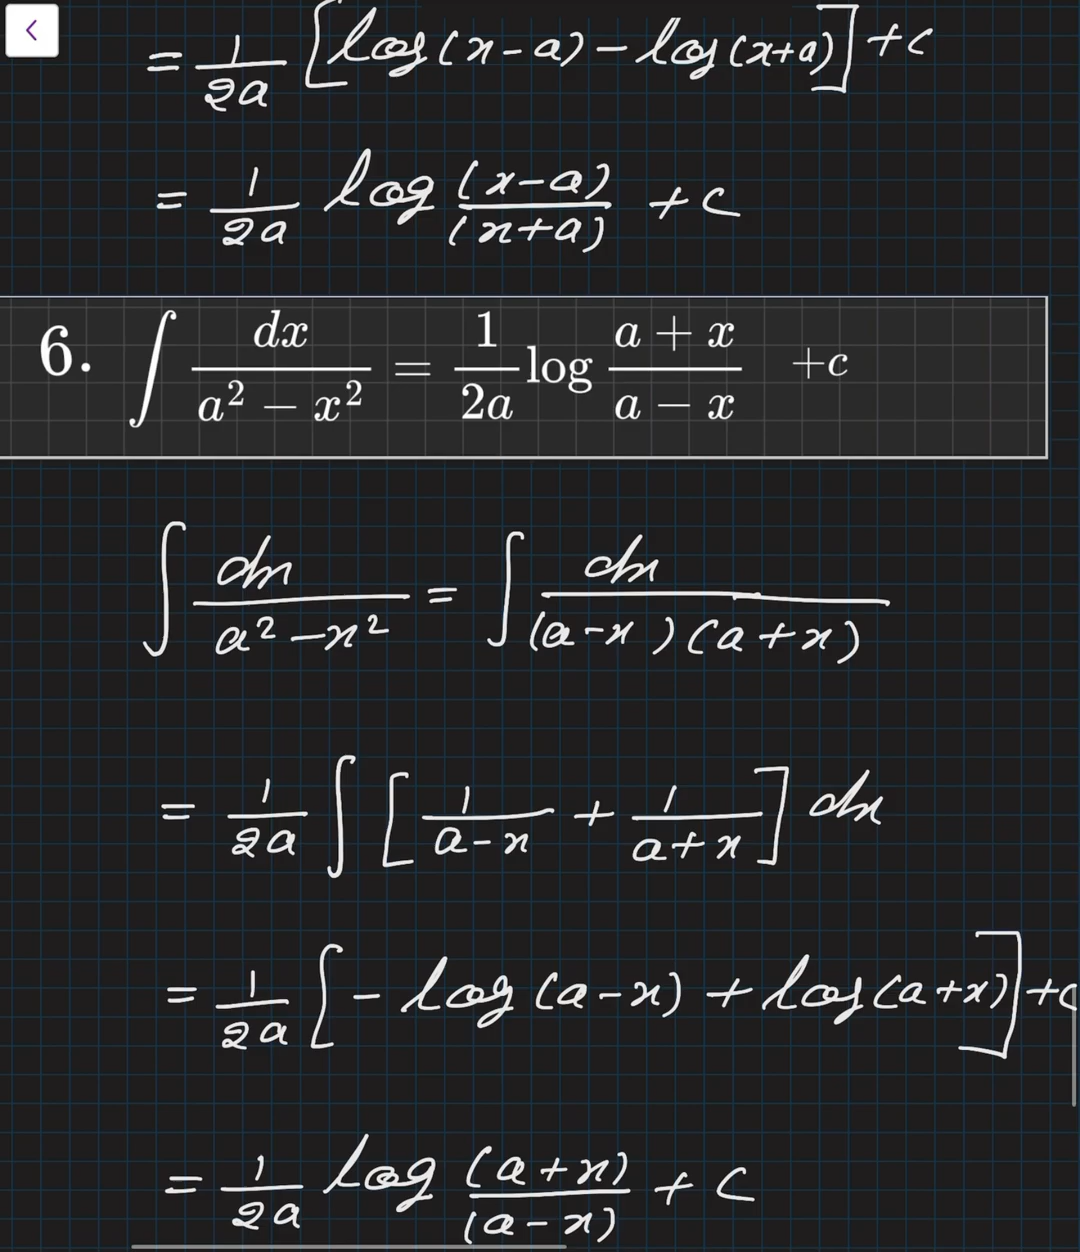 = 1/2a [log(x-a) - log(x+a)] + c
= 1/2a log (x-a)/(x+a) + c
6. ∫ dx/(a² − x²) = 1/2a log (a + x)/(a − x) +c
∫ dx/(a² - x²) = ∫ dx/((a-x)(a+x))
= 1/2a ∫ [1/(a-x) + 1/(a+x)] dx
= 1/2a [- log(a-x) + log(a+x)] + c
= 1/2a log (a+x)/(a-x) + c